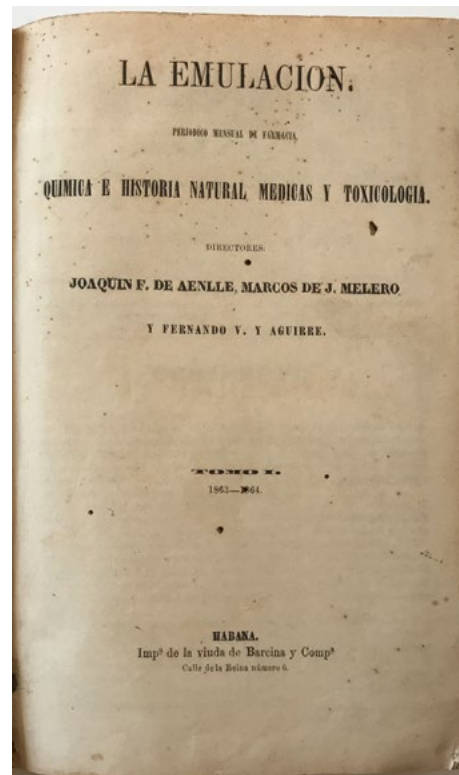 LA EMULACION.
PERIODICO MENSUAL DE FARMACIA,
QUIMICA E HISTORIA NATURAL MEDICAS Y TOXICOLOGIA.
DIRECTORES:
JOAQUIN F. DE AENLLE, MARCOS DE J. MELERO
Y FERNANDO V. Y AGUIRRE.
TOMO I.
1863—1864.
HABANA.
Impª de la viuda de Barcina y Compª
Calle de la Reina número 6.